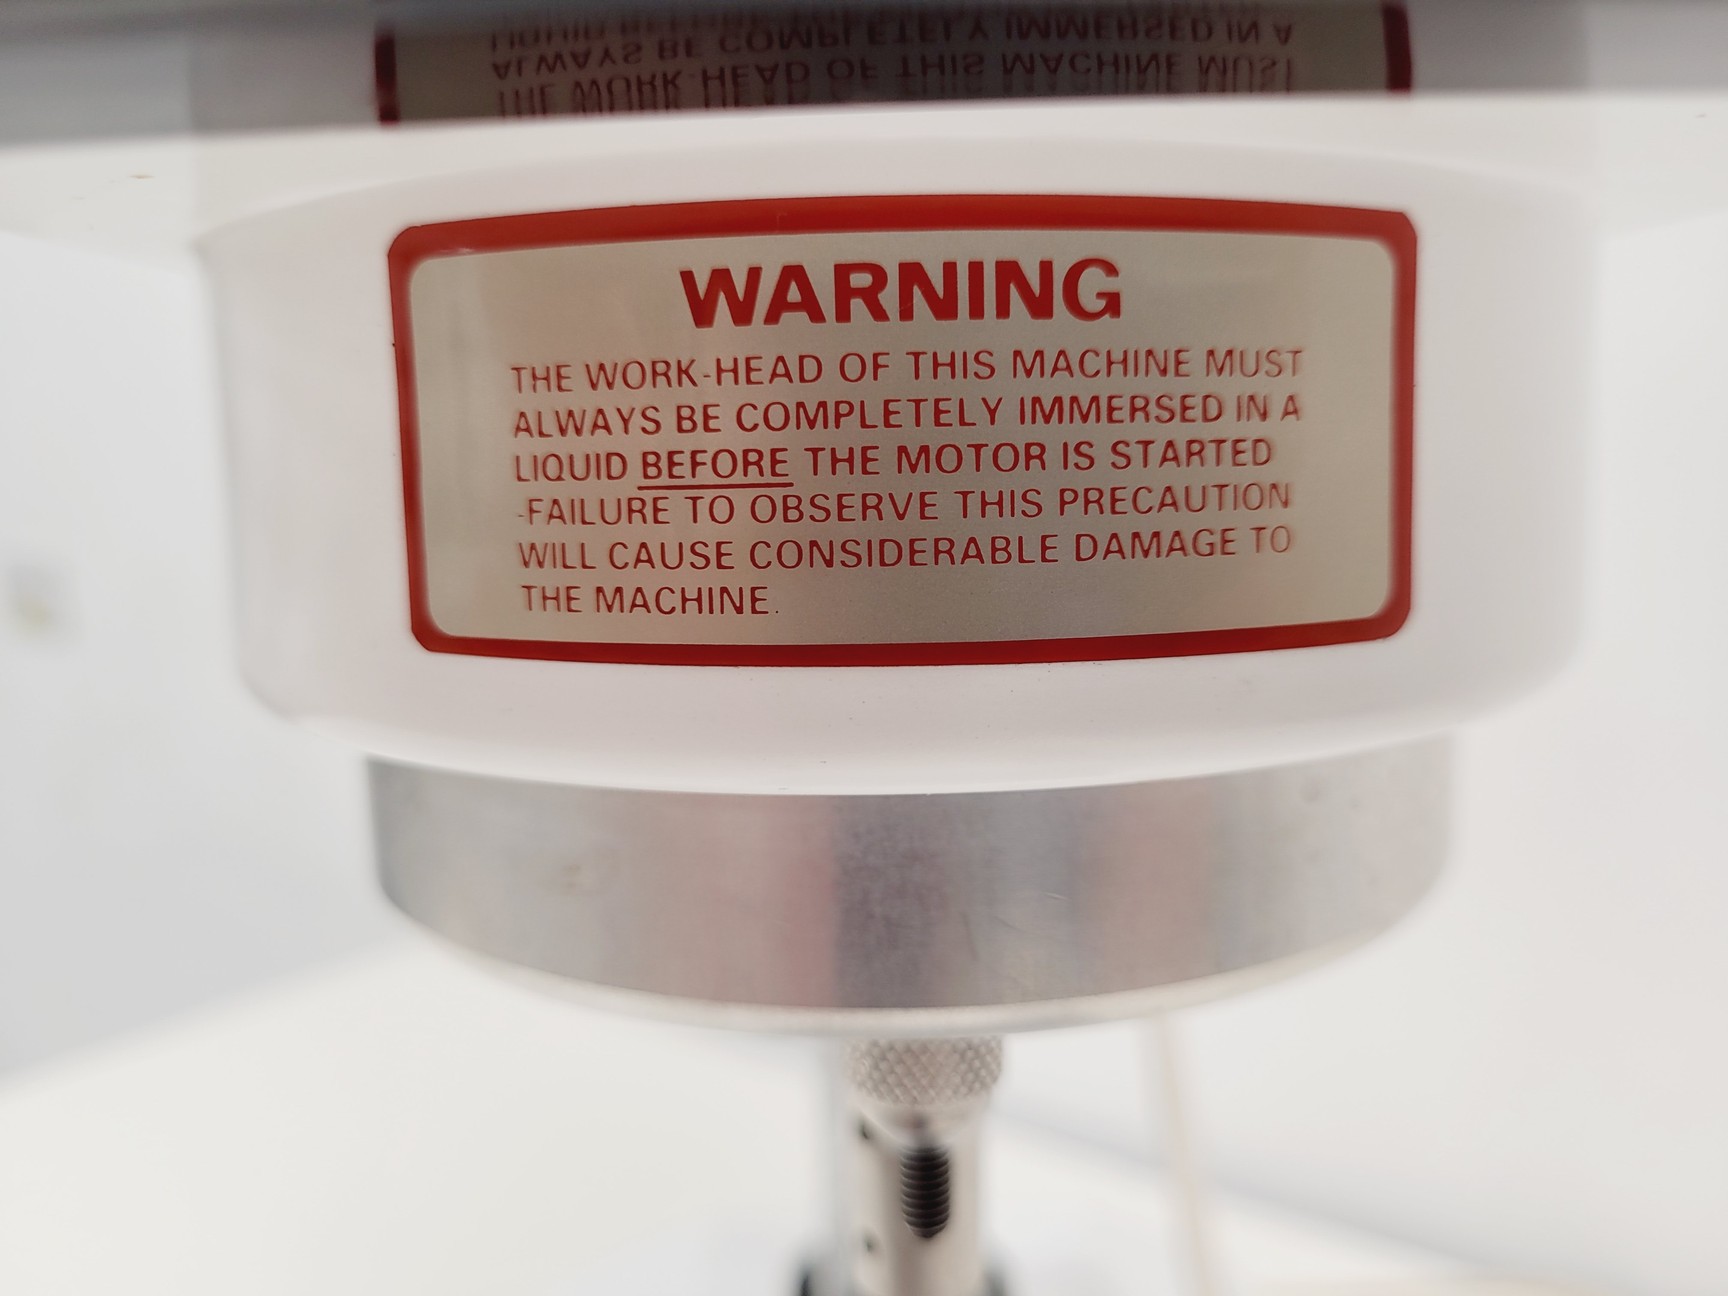 WARNING
THE WORK-HEAD OF THIS MACHINE MUST
ALWAYS BE COMPLETELY IMMERSED IN A
LIQUID BEFORE THE MOTOR IS STARTED
-FAILURE TO OBSERVE THIS PRECAUTION
WILL CAUSE CONSIDERABLE DAMAGE TO
THE MACHINE.